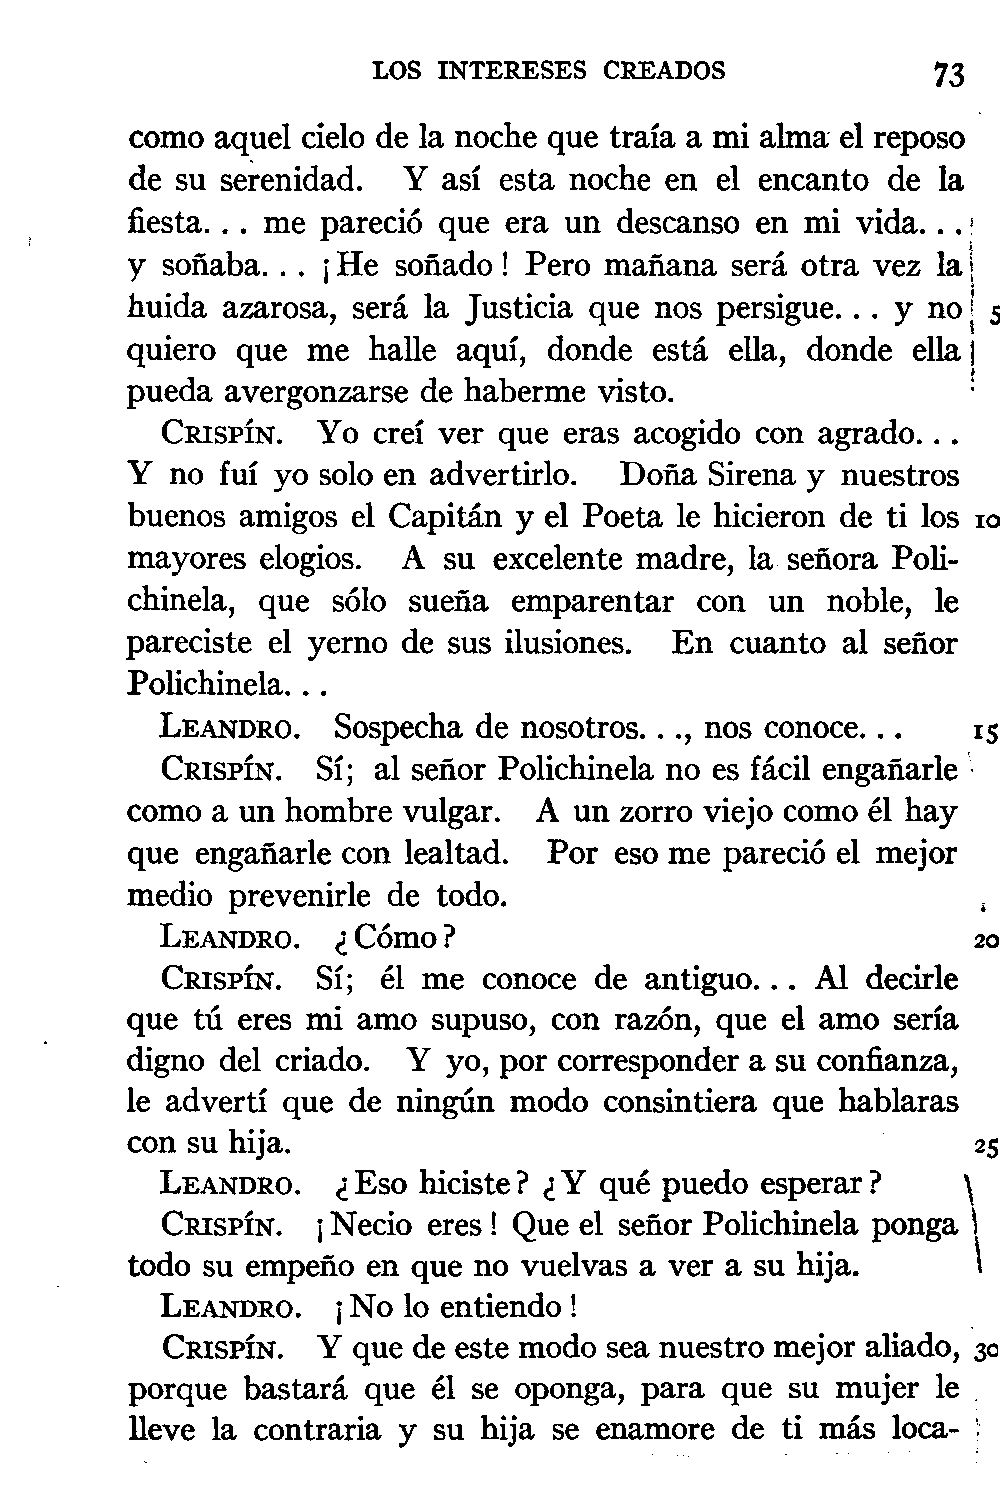 LOS INTERESES CREADOS 73
como aquel cielo de la noche que traía a mi alma el reposo
de su serenidad. Y así esta noche en el encanto de la
fiesta. . . me pareció que era un descanso en mi vida. . .
y soñaba. . . ¡He soñado! Pero mañana será otra vez la
huida azarosa, será la Justicia que nos persigue. . . y no 5
quiero que me halle aquí, donde está ella, donde ella
pueda avergonzarse de haberme visto.
CRISPÍN. Yo creí ver que eras acogido con agrado. . .
Y no fuí yo solo en advertirlo. Doña Sirena y nuestros
buenos amigos el Capitán y el Poeta le hicieron de ti los 10
mayores elogios. A su excelente madre, la señora Poli-
chinela, que sólo sueña emparentar con un noble, le
pareciste el yerno de sus ilusiones. En cuanto al señor
Polichinela. . .
LEANDRO. Sospecha de nosotros. . ., nos conoce. . . 15
CRISPÍN. Sí; al señor Polichinela no es fácil engañarle
como a un hombre vulgar. A un zorro viejo como él hay
que engañarle con lealtad. Por eso me pareció el mejor
medio prevenirle de todo.
LEANDRO. ¿Cómo? 20
CRISPÍN. Sí; él me conoce de antiguo. . . Al decirle
que tú eres mi amo supuso, con razón, que el amo sería
digno del criado. Y yo, por corresponder a su confianza,
le advertí que de ningún modo consintiera que hablaras
con su hija. 25
LEANDRO. ¿Eso hiciste? ¿Y qué puedo esperar?
CRISPÍN. ¡Necio eres! Que el señor Polichinela ponga
todo su empeño en que no vuelvas a ver a su hija.
LEANDRO. ¡No lo entiendo!
CRISPÍN. Y que de este modo sea nuestro mejor aliado, 30
porque bastará que él se oponga, para que su mujer le
lleve la contraria y su hija se enamore de ti más loca-